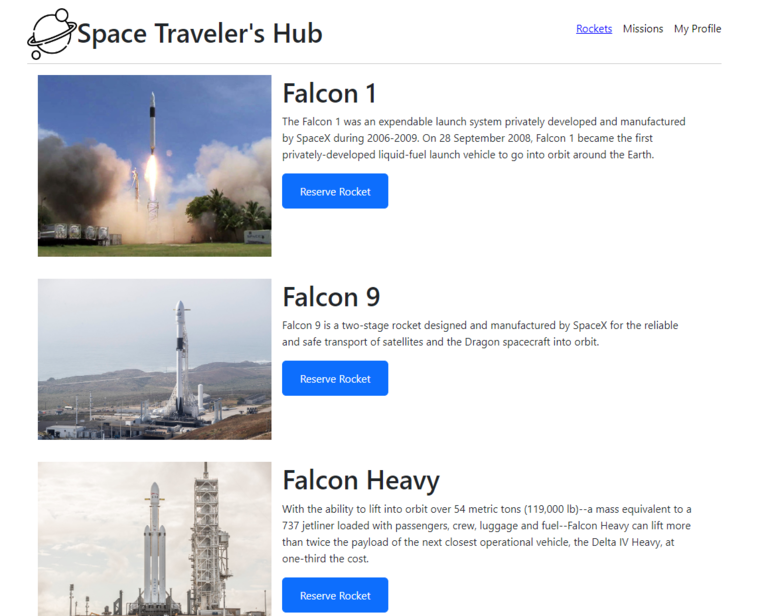 Space Traveler's Hub
Rockets Missions My Profile
Falcon 1
The Falcon 1 was an expendable launch system privately developed and manufactured
by SpaceX during 2006-2009. On 28 September 2008, Falcon 1 became the first
privately-developed liquid-fuel launch vehicle to go into orbit around the Earth.
Reserve Rocket
Falcon 9
Falcon 9 is a two-stage rocket designed and manufactured by SpaceX for the reliable
and safe transport of satellites and the Dragon spacecraft into orbit.
Reserve Rocket
Falcon Heavy
With the ability to lift into orbit over 54 metric tons (119,000 lb)--a mass equivalent to a
737 jetliner loaded with passengers, crew, luggage and fuel--Falcon Heavy can lift more
than twice the payload of the next closest operational vehicle, the Delta IV Heavy, at
one-third the cost.
Reserve Rocket